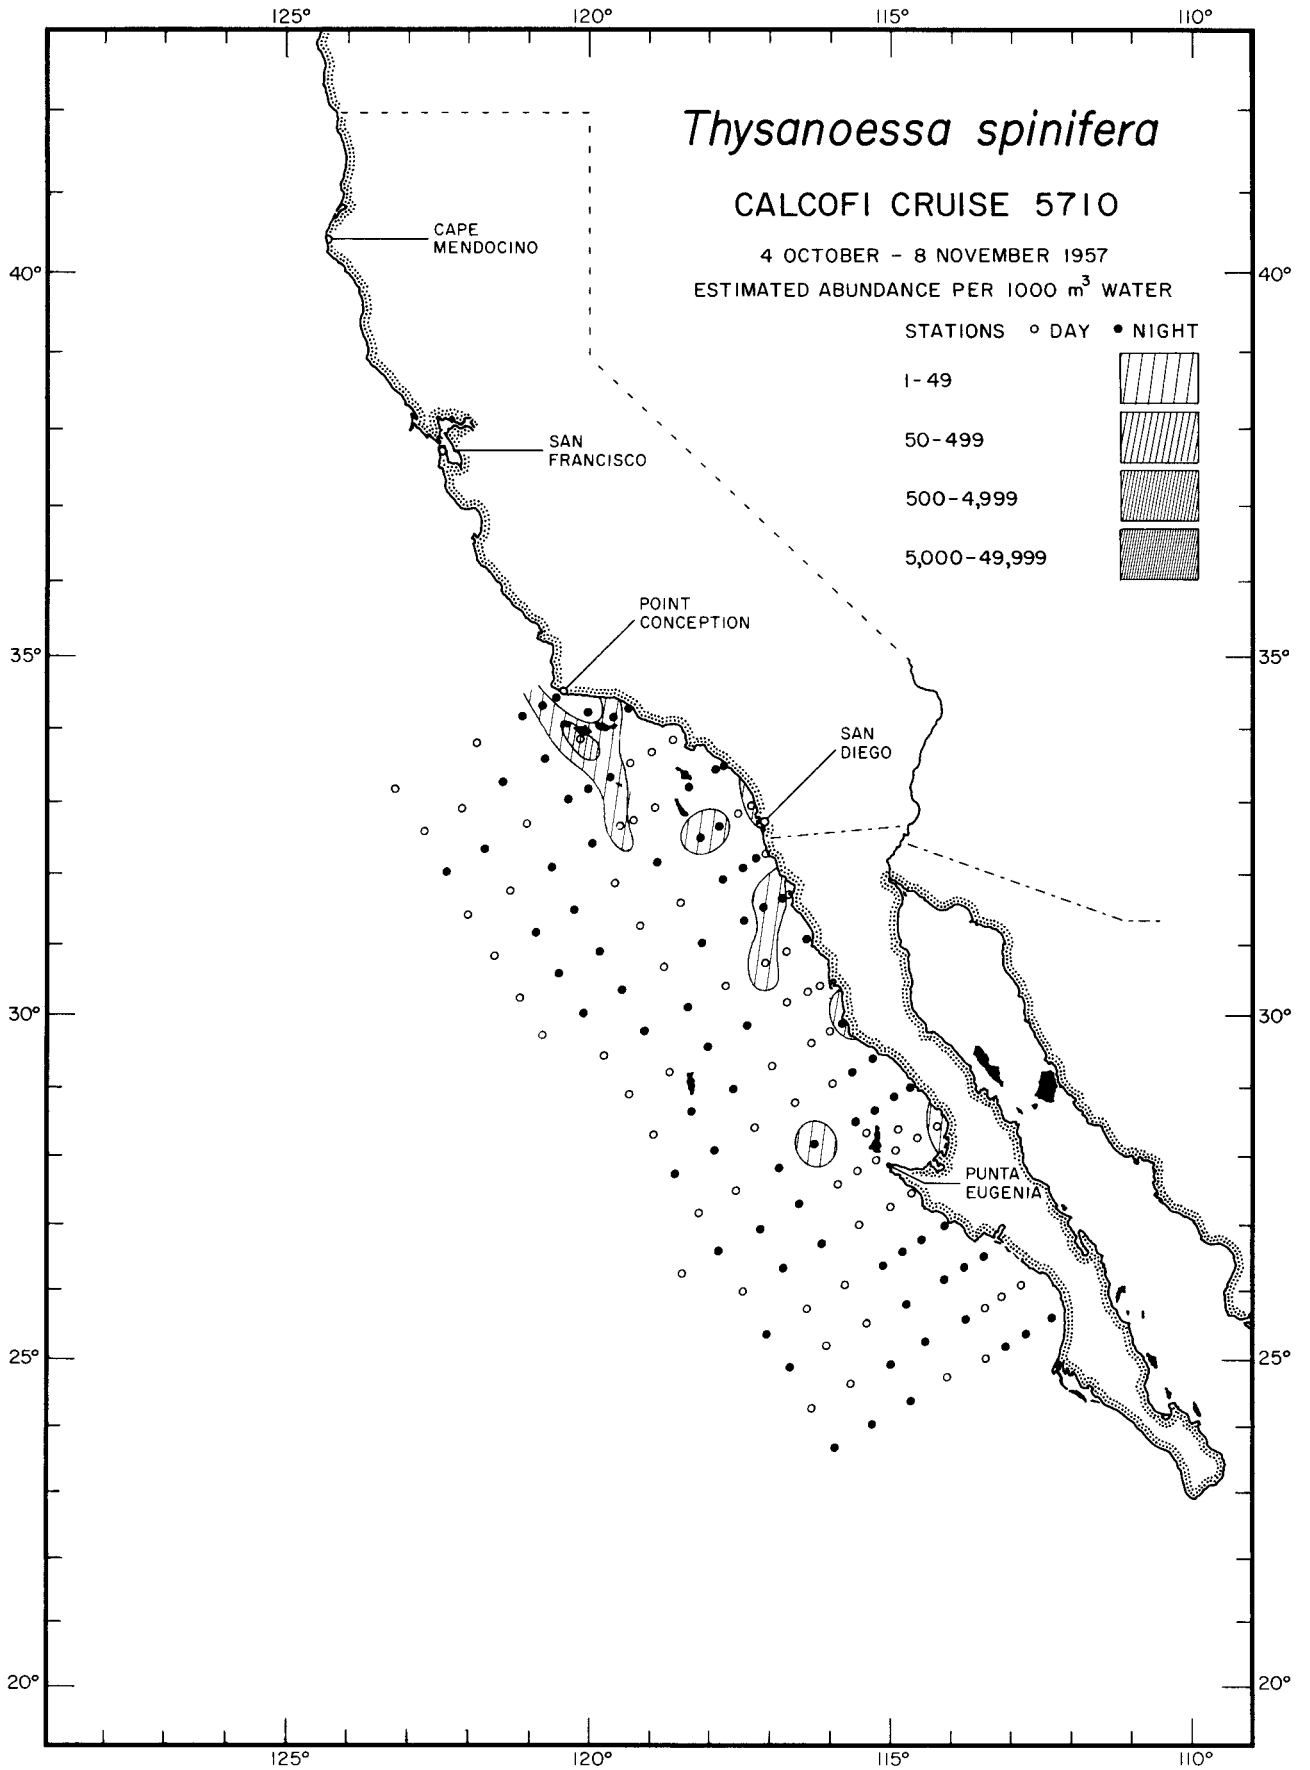 125° 120° 115° 110°
Thysanoessa spinifera
CALCOFI CRUISE 5710
4 OCTOBER – 8 NOVEMBER 1957
ESTIMATED ABUNDANCE PER 1000 m³ WATER
STATIONS ○ DAY ● NIGHT
1-49
50-499
500-4,999
5,000-49,999
CAPE
MENDOCINO
40° 40°
SAN
FRANCISCO
POINT
CONCEPTION
35° 35°
SAN
DIEGO
30° 30°
PUNTA
EUGENIA
25° 25°
20° 20°
125° 120° 115° 110°